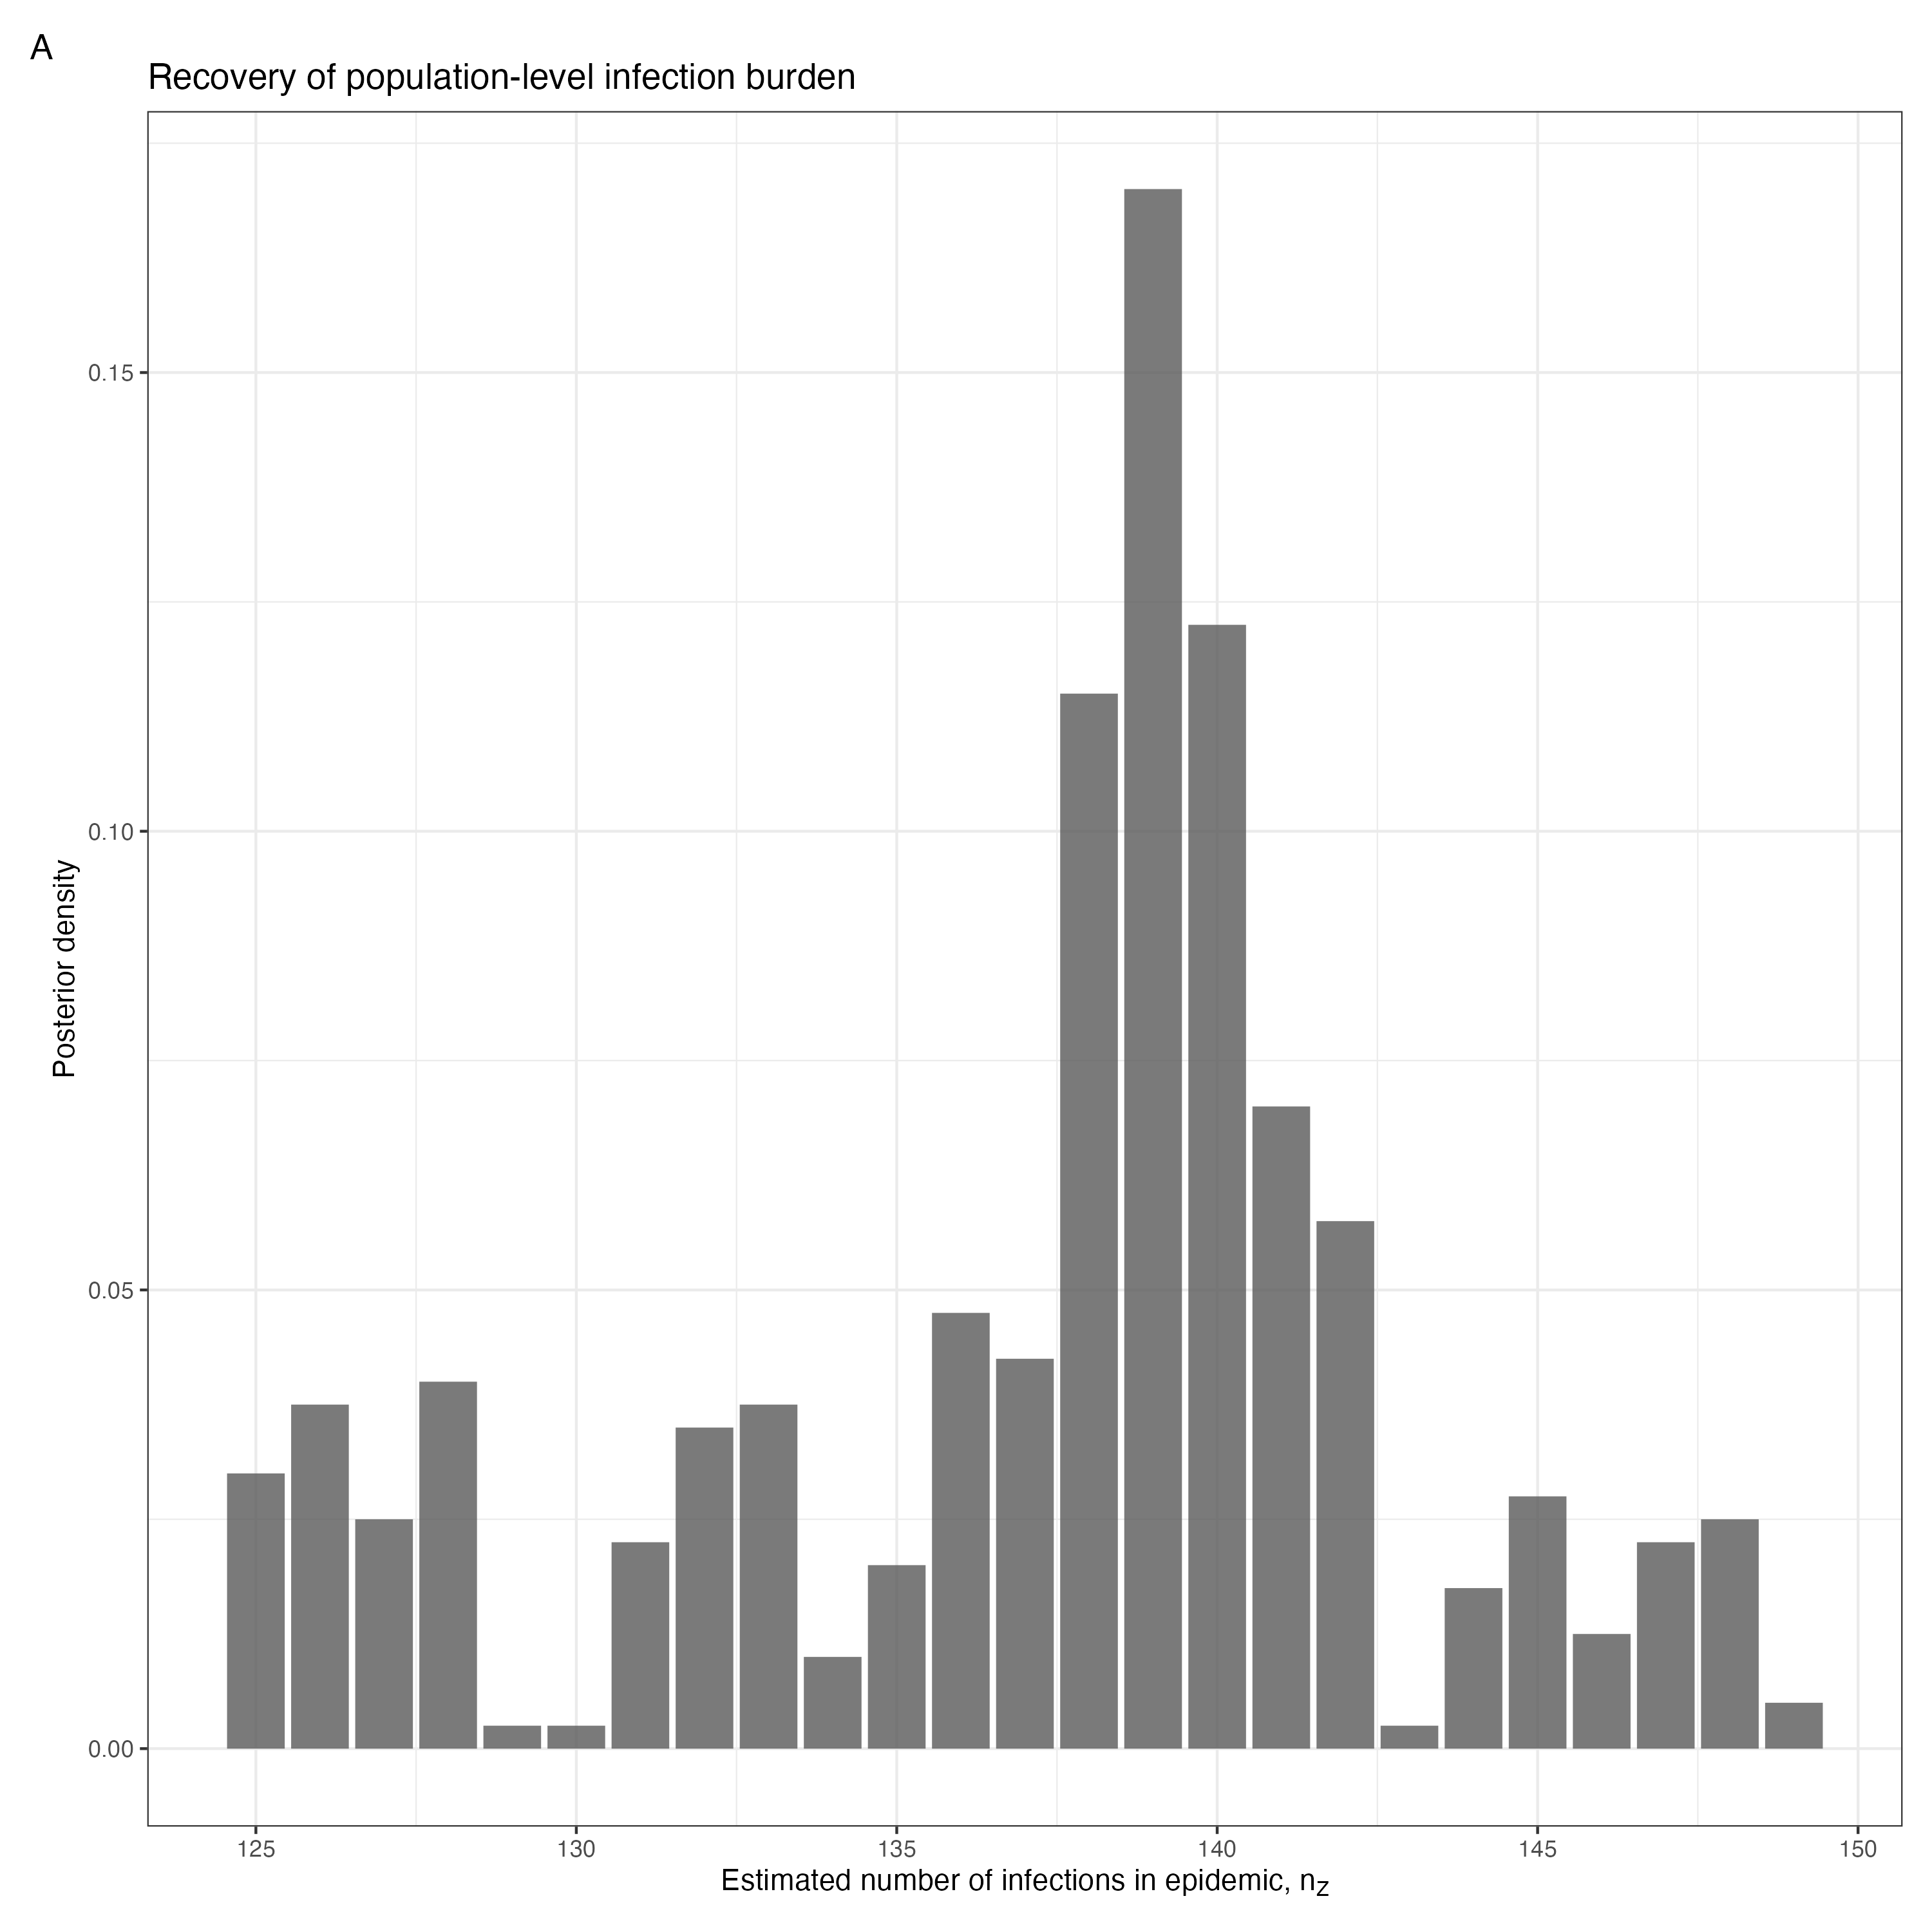 A
Recovery of population-level infection burden
Posterior density
0.15
0.10
0.05
0.00
125 130 135 140 145 150
Estimated number of infections in epidemic, nZ